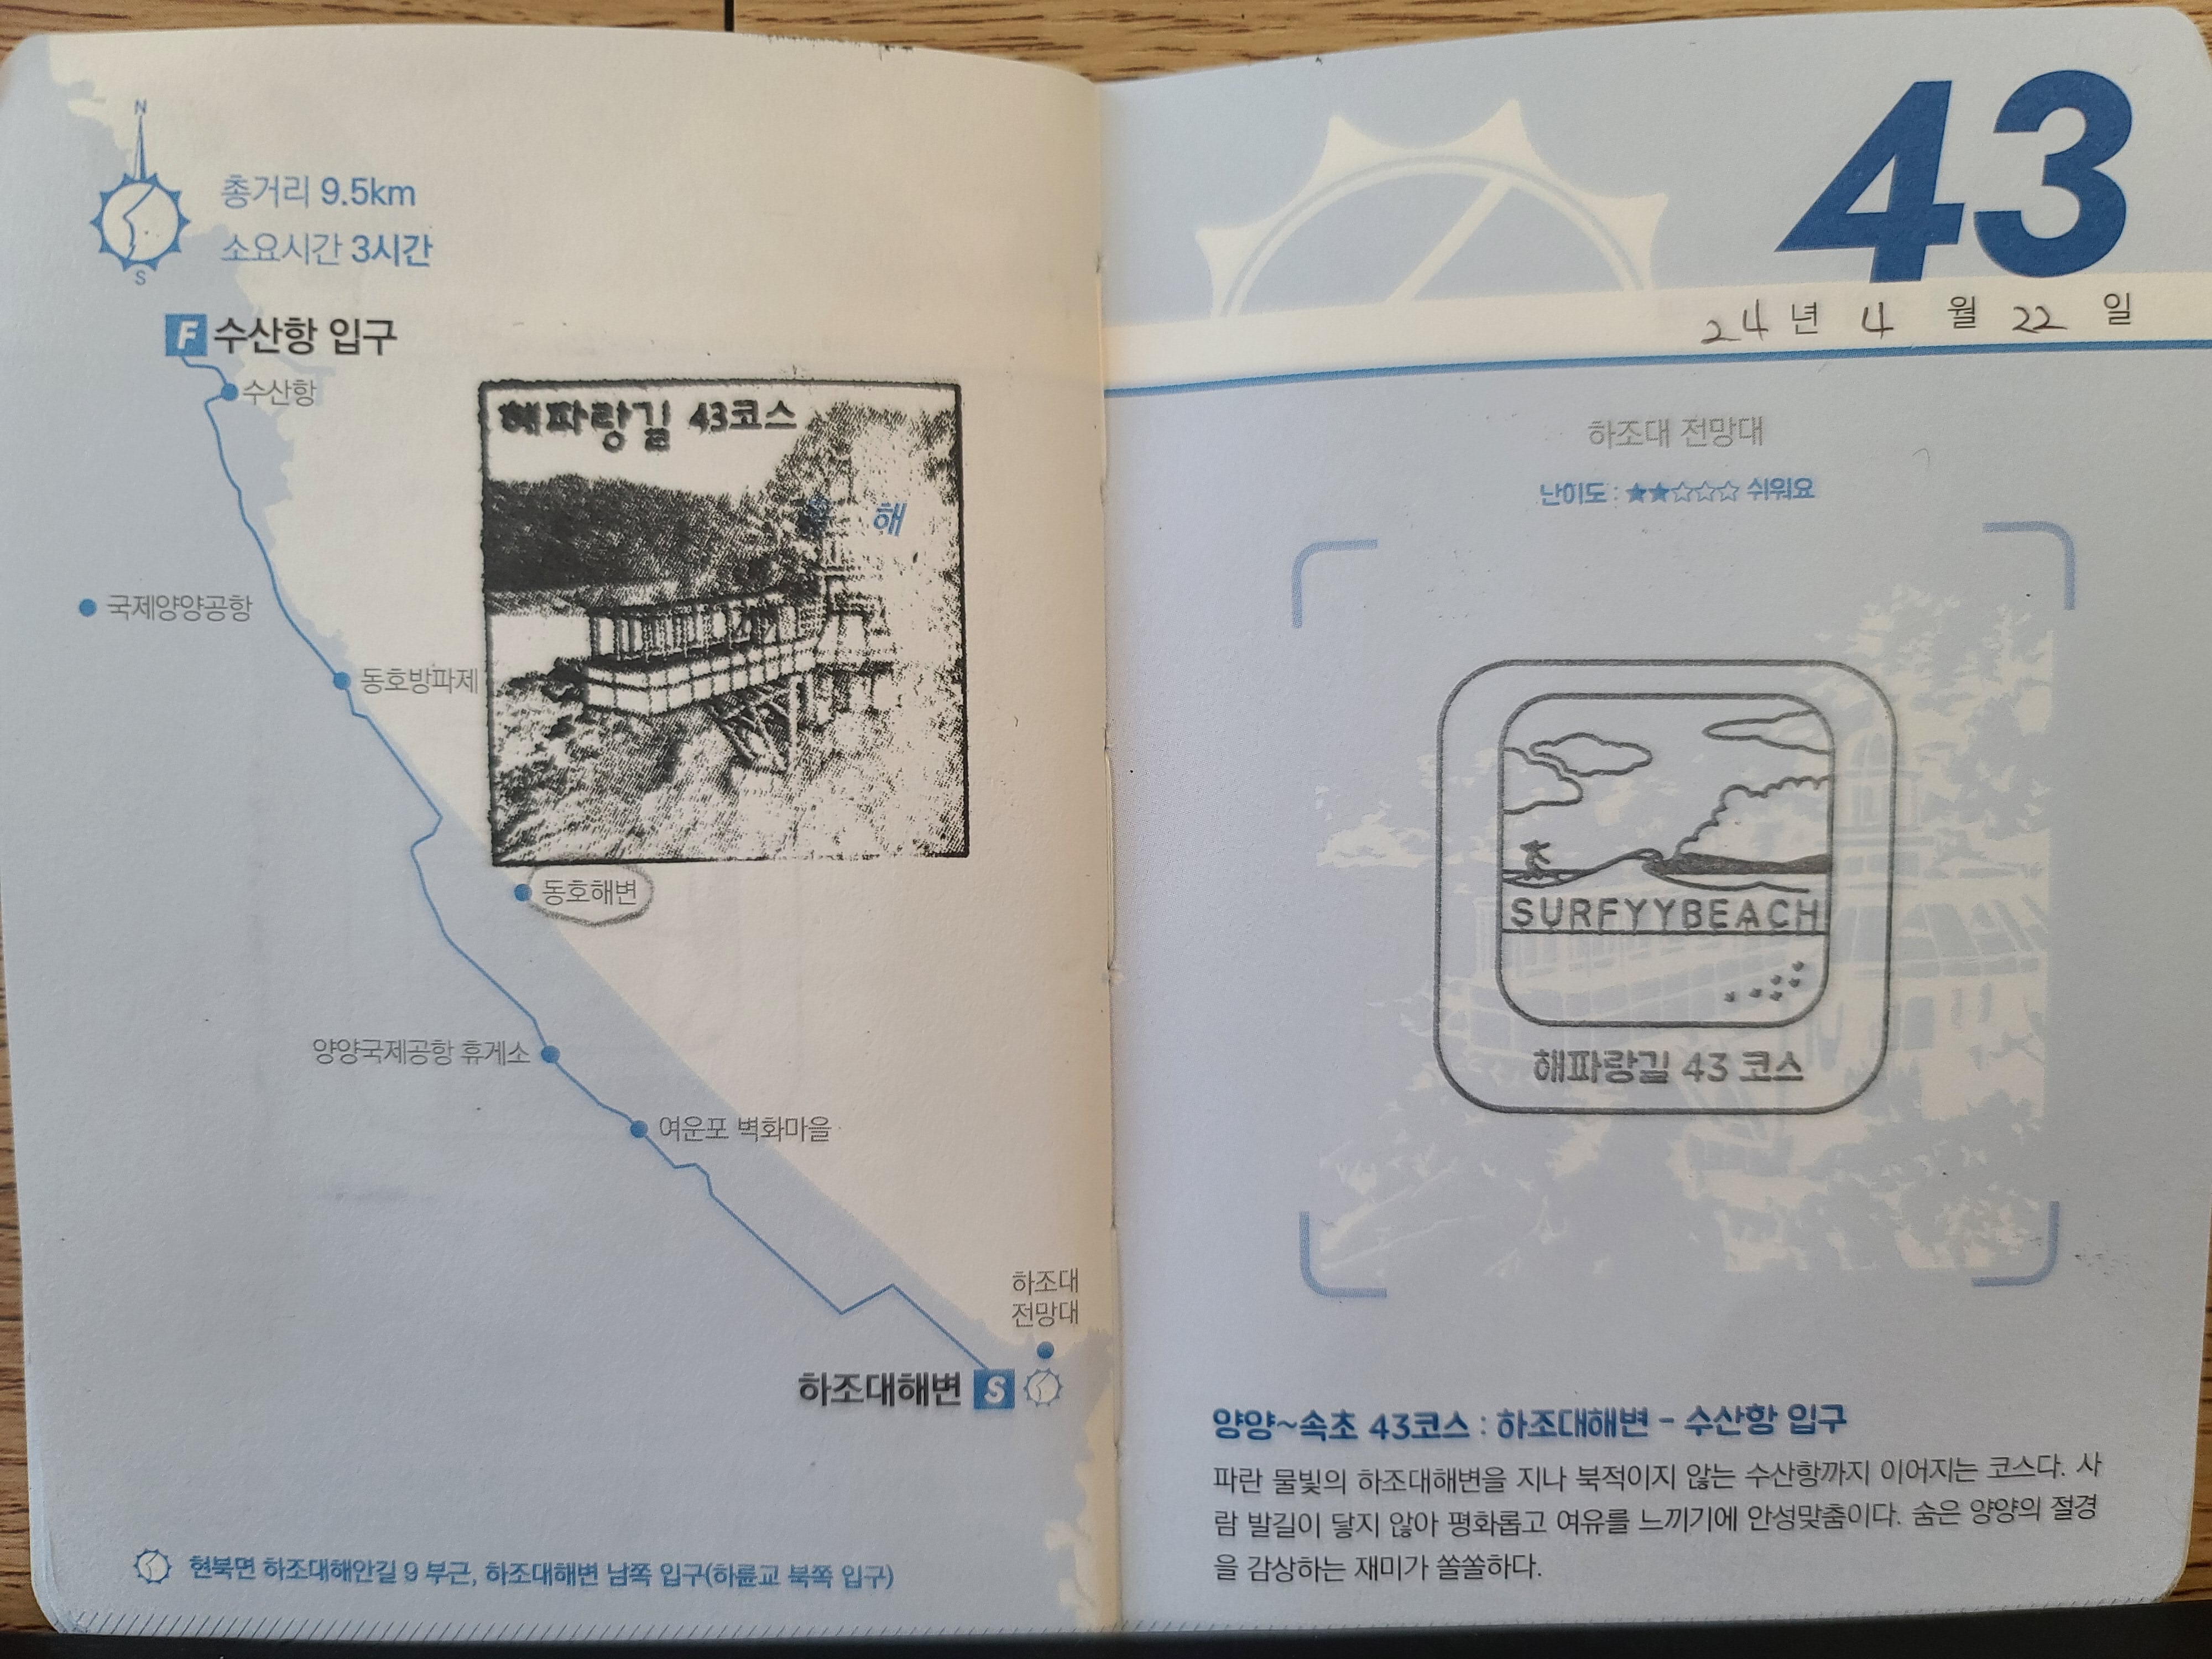 N
S
총거리 9.5km
소요시간 3시간
F 수산항 입구
수산항
해파랑길 43코스
해
국제양양공항
동호방파제
동호해변
양양국제공항 휴게소
여운포 벽화마을
하조대
전망대
하조대해변 S
현북면 하조대해안길 9 부근, 하조대해변 남쪽 입구(하륜교 북쪽 입구)
43
24년 4월 22일
하조대 전망대
난이도 : ★★☆☆☆ 쉬워요
SURFYYBEACH
해파랑길 43 코스
양양~속초 43코스 : 하조대해변 - 수산항 입구
파란 물빛의 하조대해변을 지나 북적이지 않는 수산항까지 이어지는 코스다. 사
람 발길이 닿지 않아 평화롭고 여유를 느끼기에 안성맞춤이다. 숨은 양양의 절경
을 감상하는 재미가 쏠쏠하다.